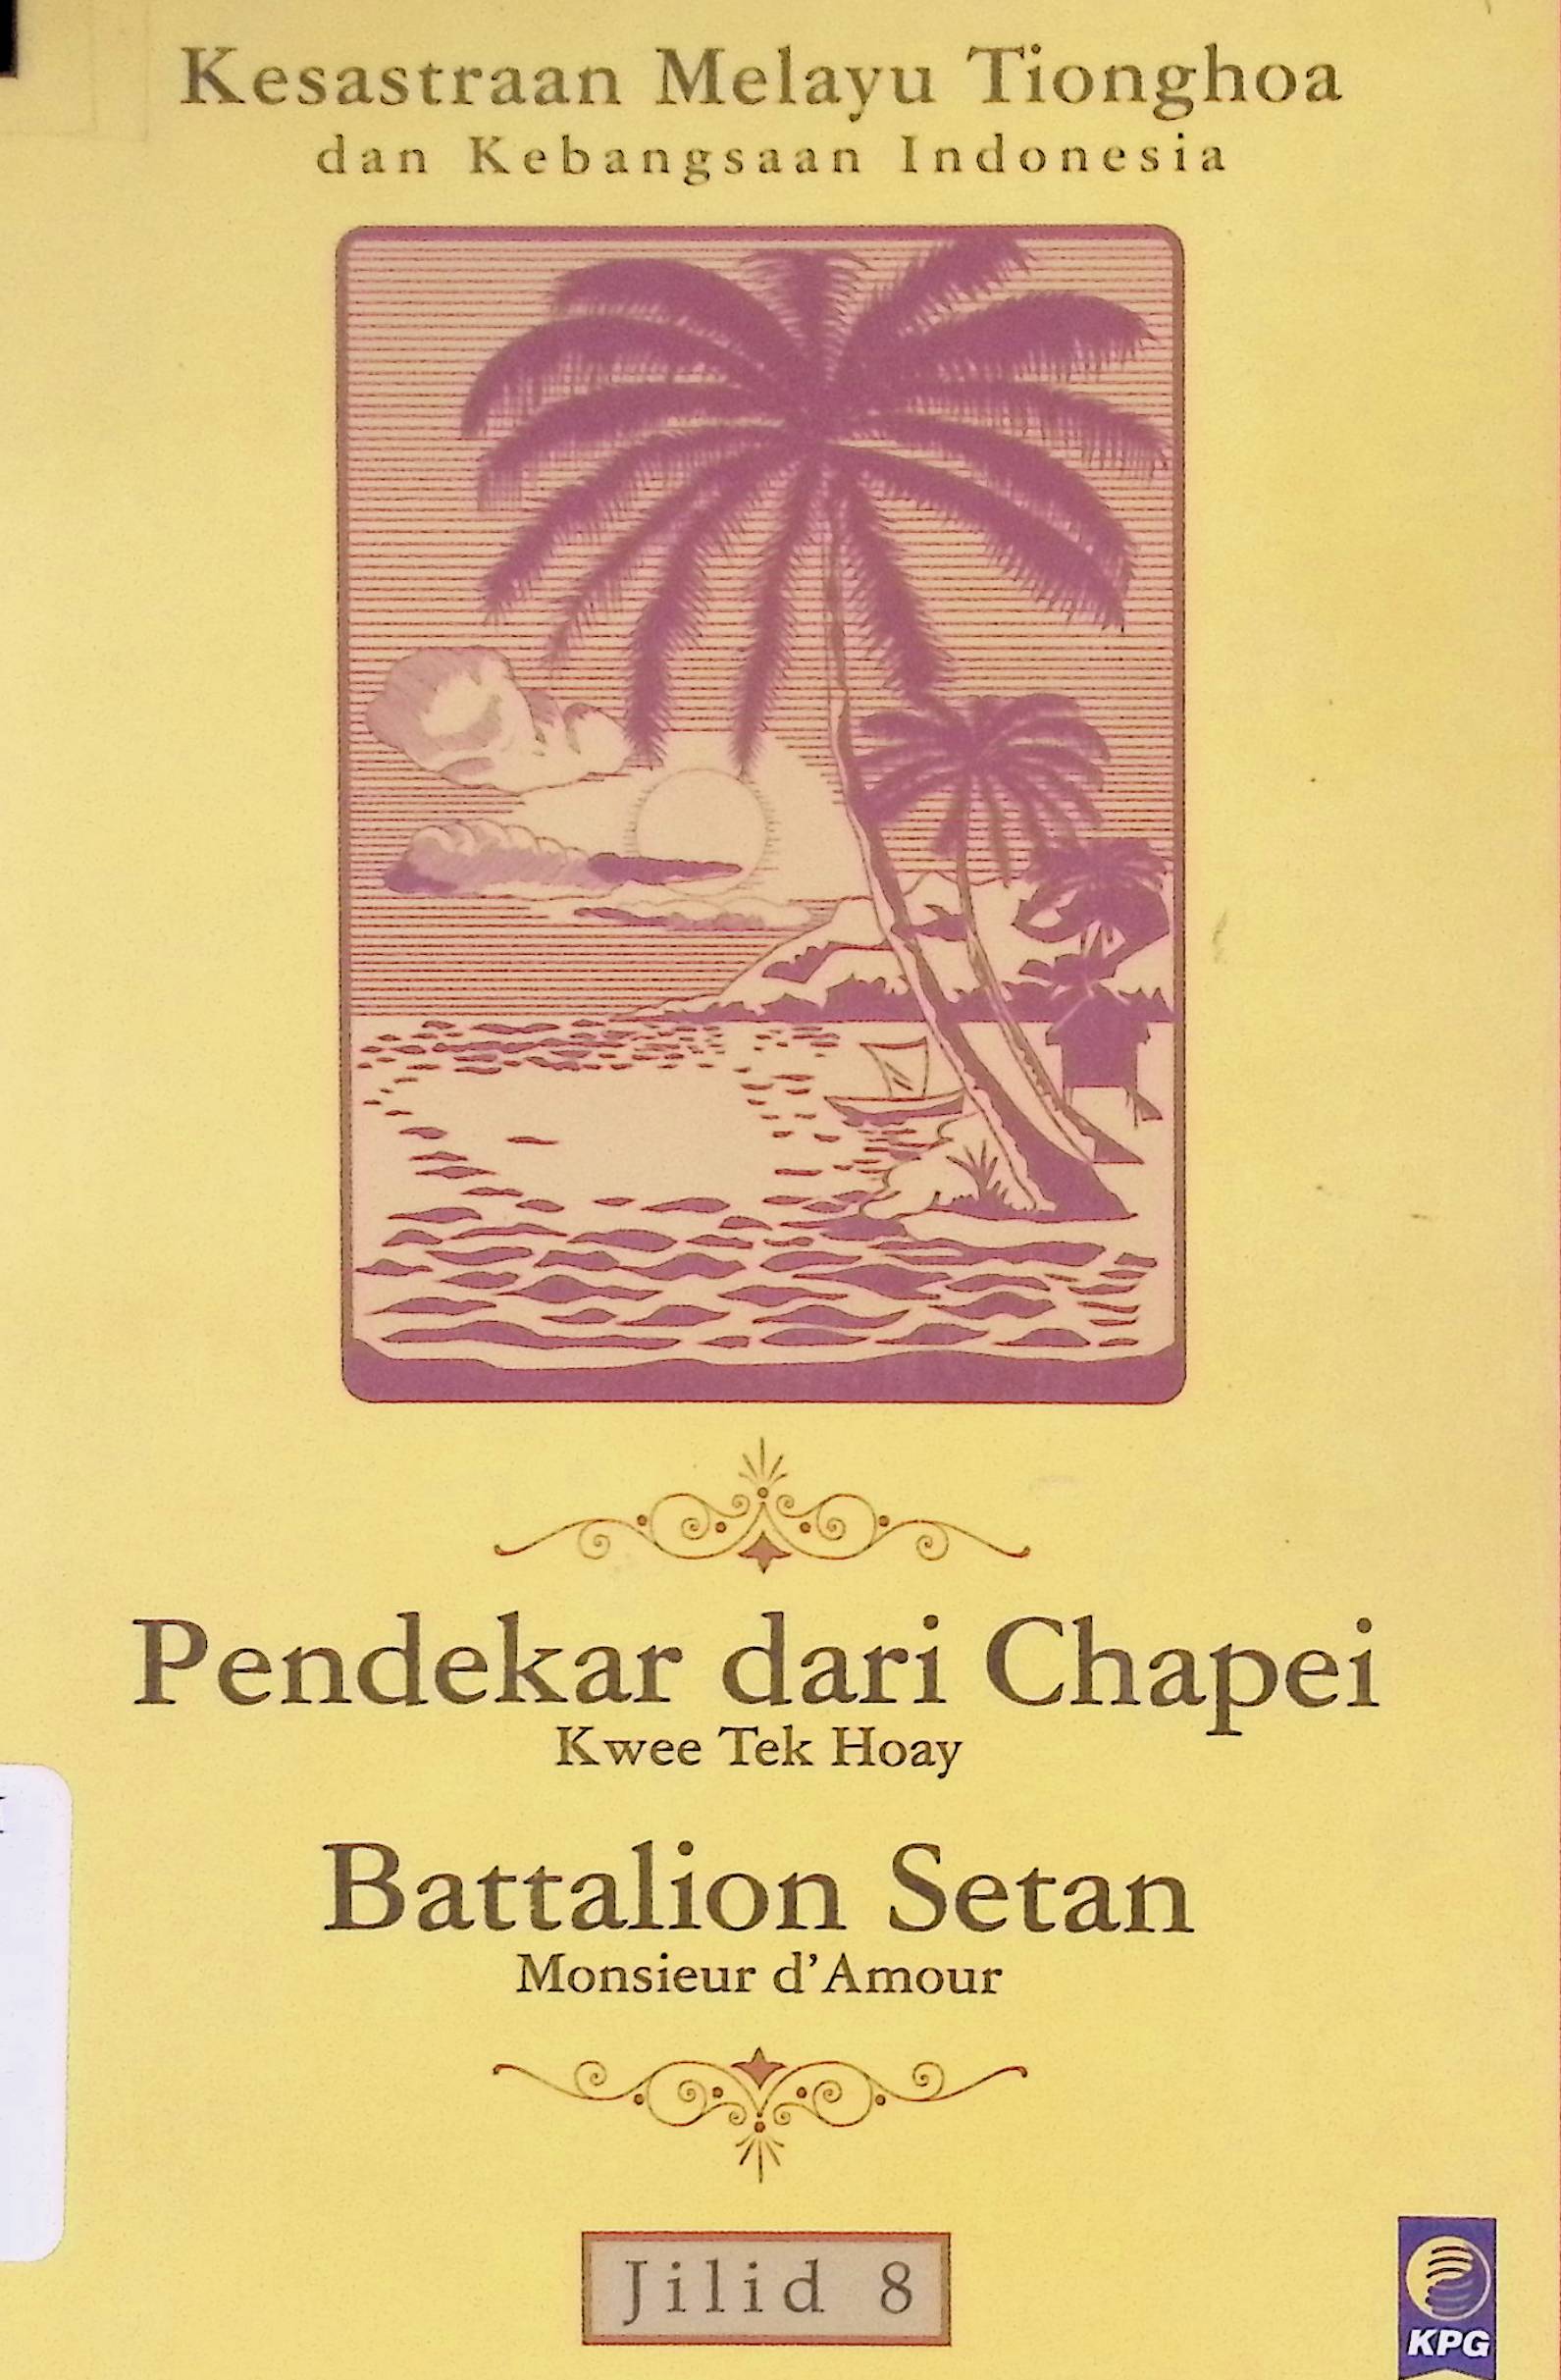 Kesastraan Melayu Tionghoa
dan Kebangsaan Indonesia
Pendekar dari Chapei
Kwee Tek Hoay
Battalion Setan
Monsieur d'Amour
Jilid 8
KPG